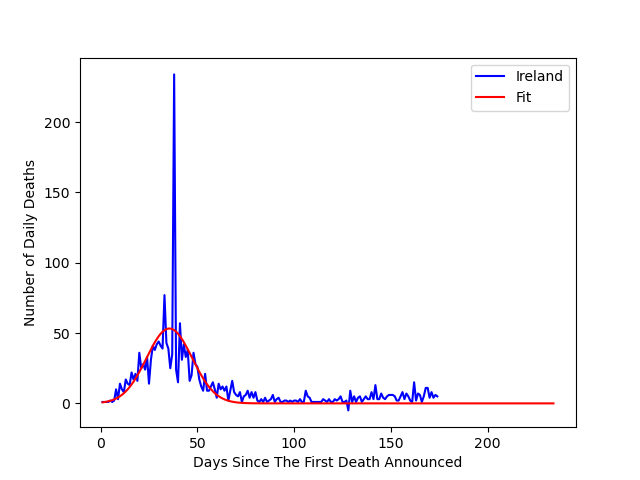 Ireland
Fit
Number of Daily Deaths
200
150
100
50
0
0 50 100 150 200
Days Since The First Death Announced